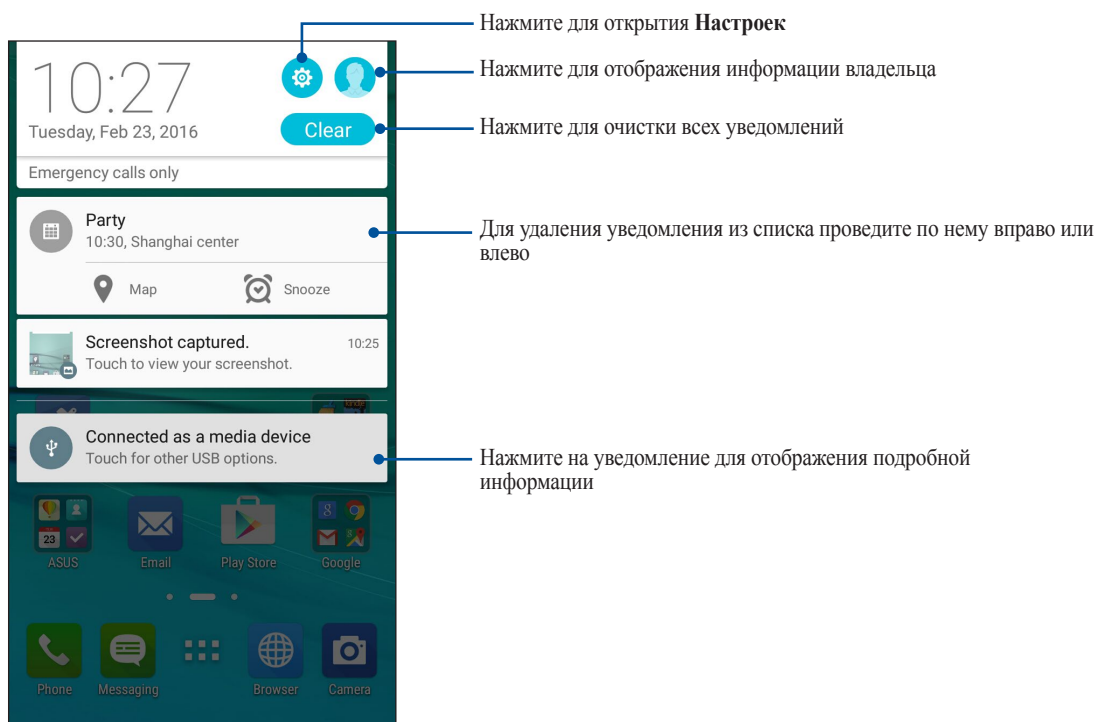 Нажмите для открытия Настроек
10:27
Нажмите для отображения информации владельца
Tuesday, Feb 23, 2016
Clear
Нажмите для очистки всех уведомлений
Emergency calls only
Party
10:30, Shanghai center
Для удаления уведомления из списка проведите по нему вправо или
влево
Map
Snooze
Screenshot captured.
10:25
Touch to view your screenshot.
Connected as a media device
Touch for other USB options.
Нажмите на уведомление для отображения подробной
информации
23
8
ASUS
Email
Play Store
Google
Phone
Messaging
Browser
Camera